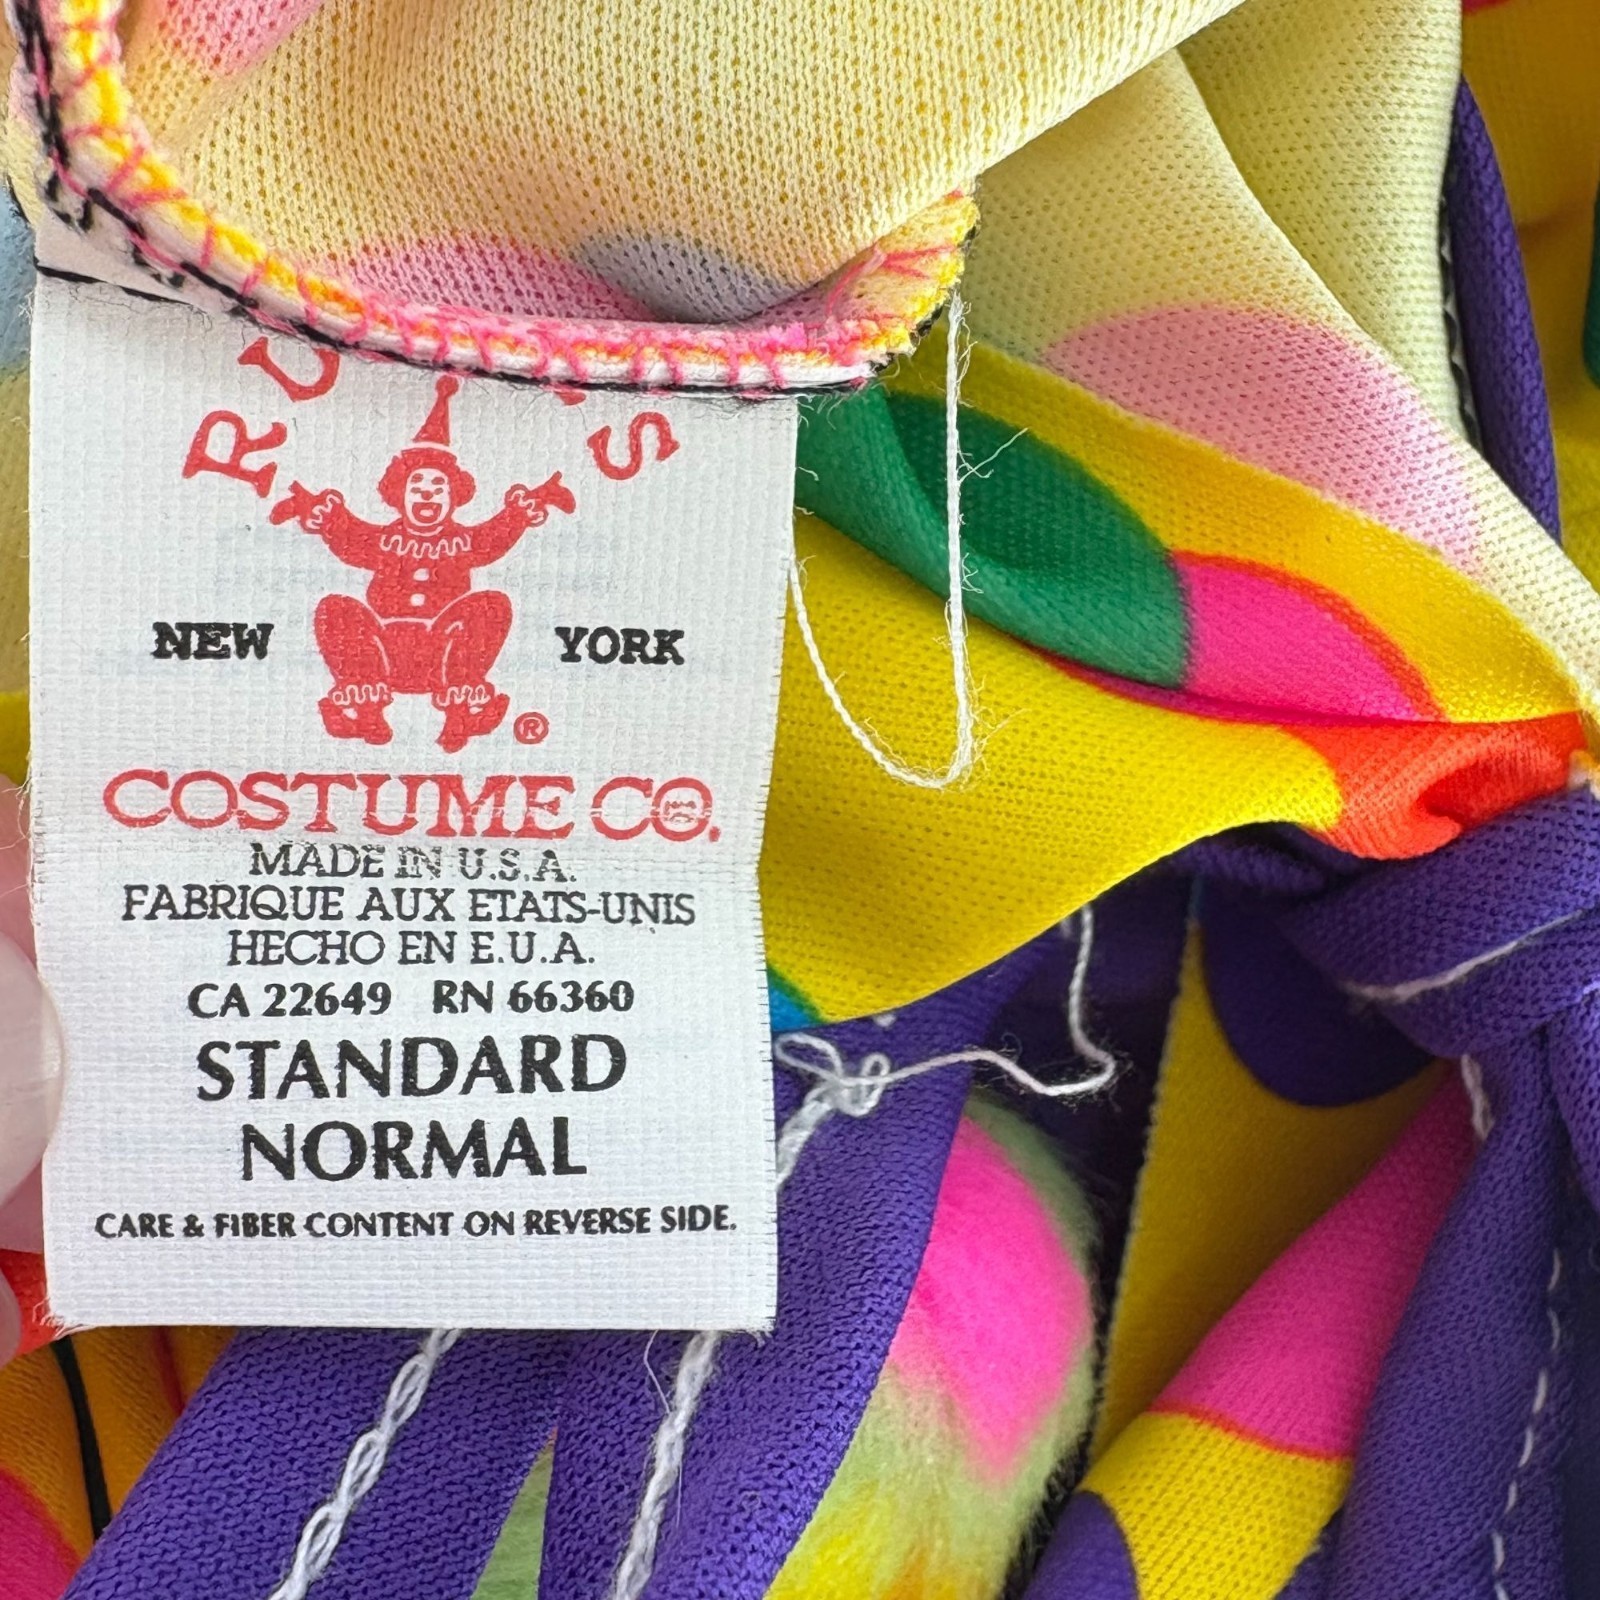 RU S
NEW YORK
®
COSTUME CO.
MADE IN U.S.A.
FABRIQUE AUX ETATS-UNIS
HECHO EN E.U.A.
CA 22649 RN 66360
STANDARD
NORMAL
CARE & FIBER CONTENT ON REVERSE SIDE.